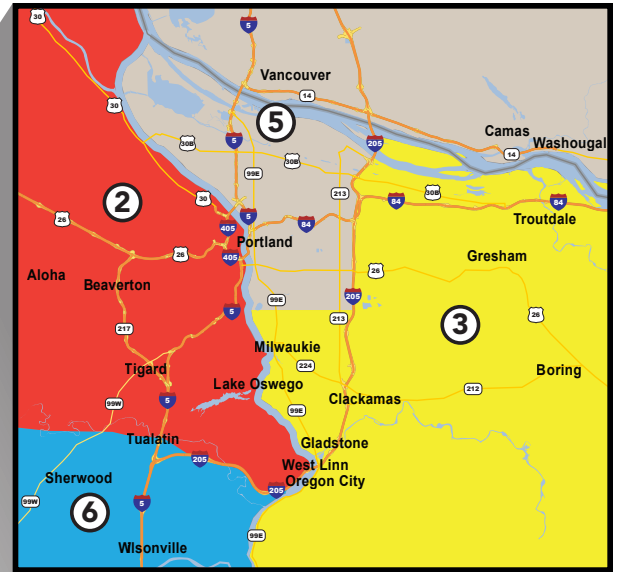 30
5
Vancouver
14
30
5
Camas
Washougal
30B
5
99E
30B
205
14
2
30
99E
213
84
30B
84
5
405
84
Troutdale
26
26
Portland
405
Gresham
26
Aloha
Beaverton
205
5
99E
217
213
3
26
Milwaukie
Tigard
224
Boring
Lake Oswego
212
5
Clackamas
99W
99E
Tualatin
Gladstone
205
West Linn
Sherwood
Oregon City
205
99W
6
5
99E
WIsonville